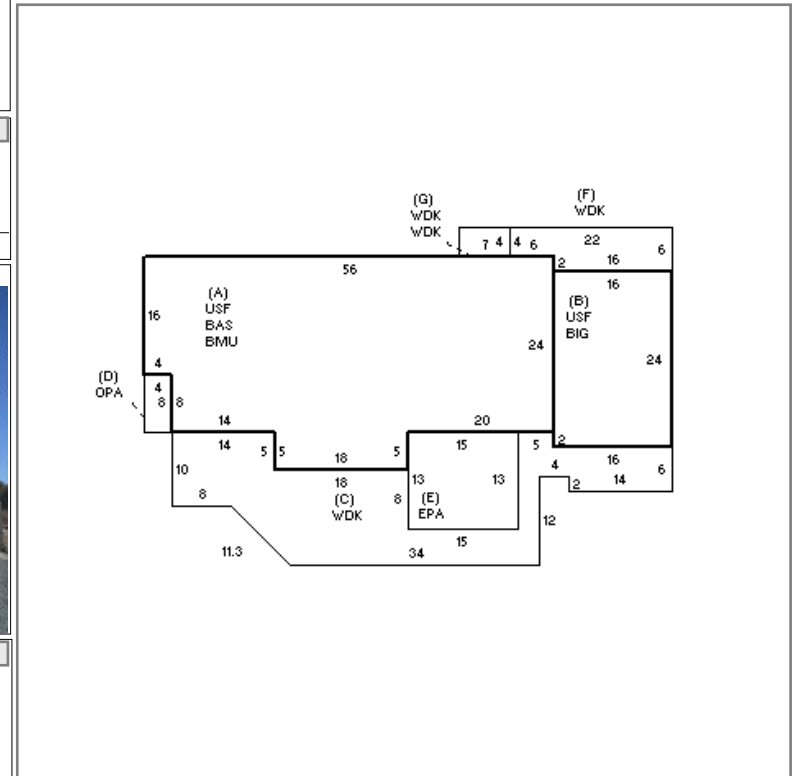 (F)
WDK
(G)
WDK
WDK
7 4 4 6 22 6
2 16
56 16
(A)
USF
BAS
BMU
(B)
USF
BIG
16
24 24
4
(D)
OPA
4
8 8
14 20
2
14 5 5 18 5 15 5 16
10 18 13 13 4 6
(C)
WDK
8
(E)
EPA
8 2 14
12
15
11.3 34